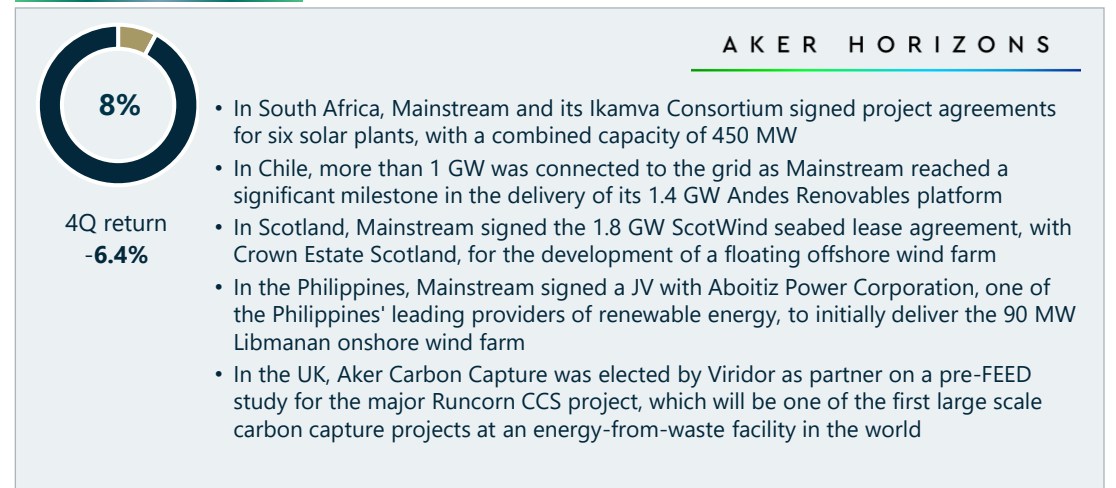 AKER HORIZONS
8%
4Q return
-6.4%
• In South Africa, Mainstream and its Ikamva Consortium signed project agreements
for six solar plants, with a combined capacity of 450 MW
• In Chile, more than 1 GW was connected to the grid as Mainstream reached a
significant milestone in the delivery of its 1.4 GW Andes Renovables platform
• In Scotland, Mainstream signed the 1.8 GW ScotWind seabed lease agreement, with
Crown Estate Scotland, for the development of a floating offshore wind farm
• In the Philippines, Mainstream signed a JV with Aboitiz Power Corporation, one of
the Philippines' leading providers of renewable energy, to initially deliver the 90 MW
Libmanan onshore wind farm
• In the UK, Aker Carbon Capture was elected by Viridor as partner on a pre-FEED
study for the major Runcorn CCS project, which will be one of the first large scale
carbon capture projects at an energy-from-waste facility in the world